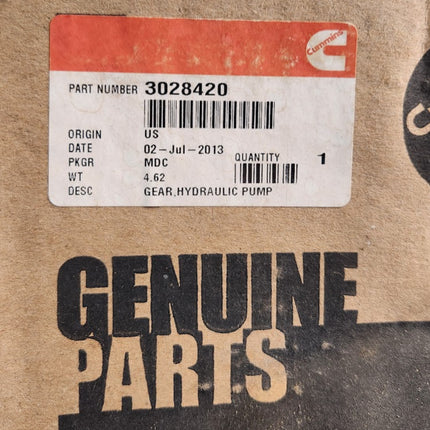 Cummins
PART NUMBER 3028420
ORIGIN US
DATE 02-Jul-2013
PKGR MDC QUANTITY 1
WT 4.62
DESC GEAR,HYDRAULIC PUMP
GENUINE
PARTS